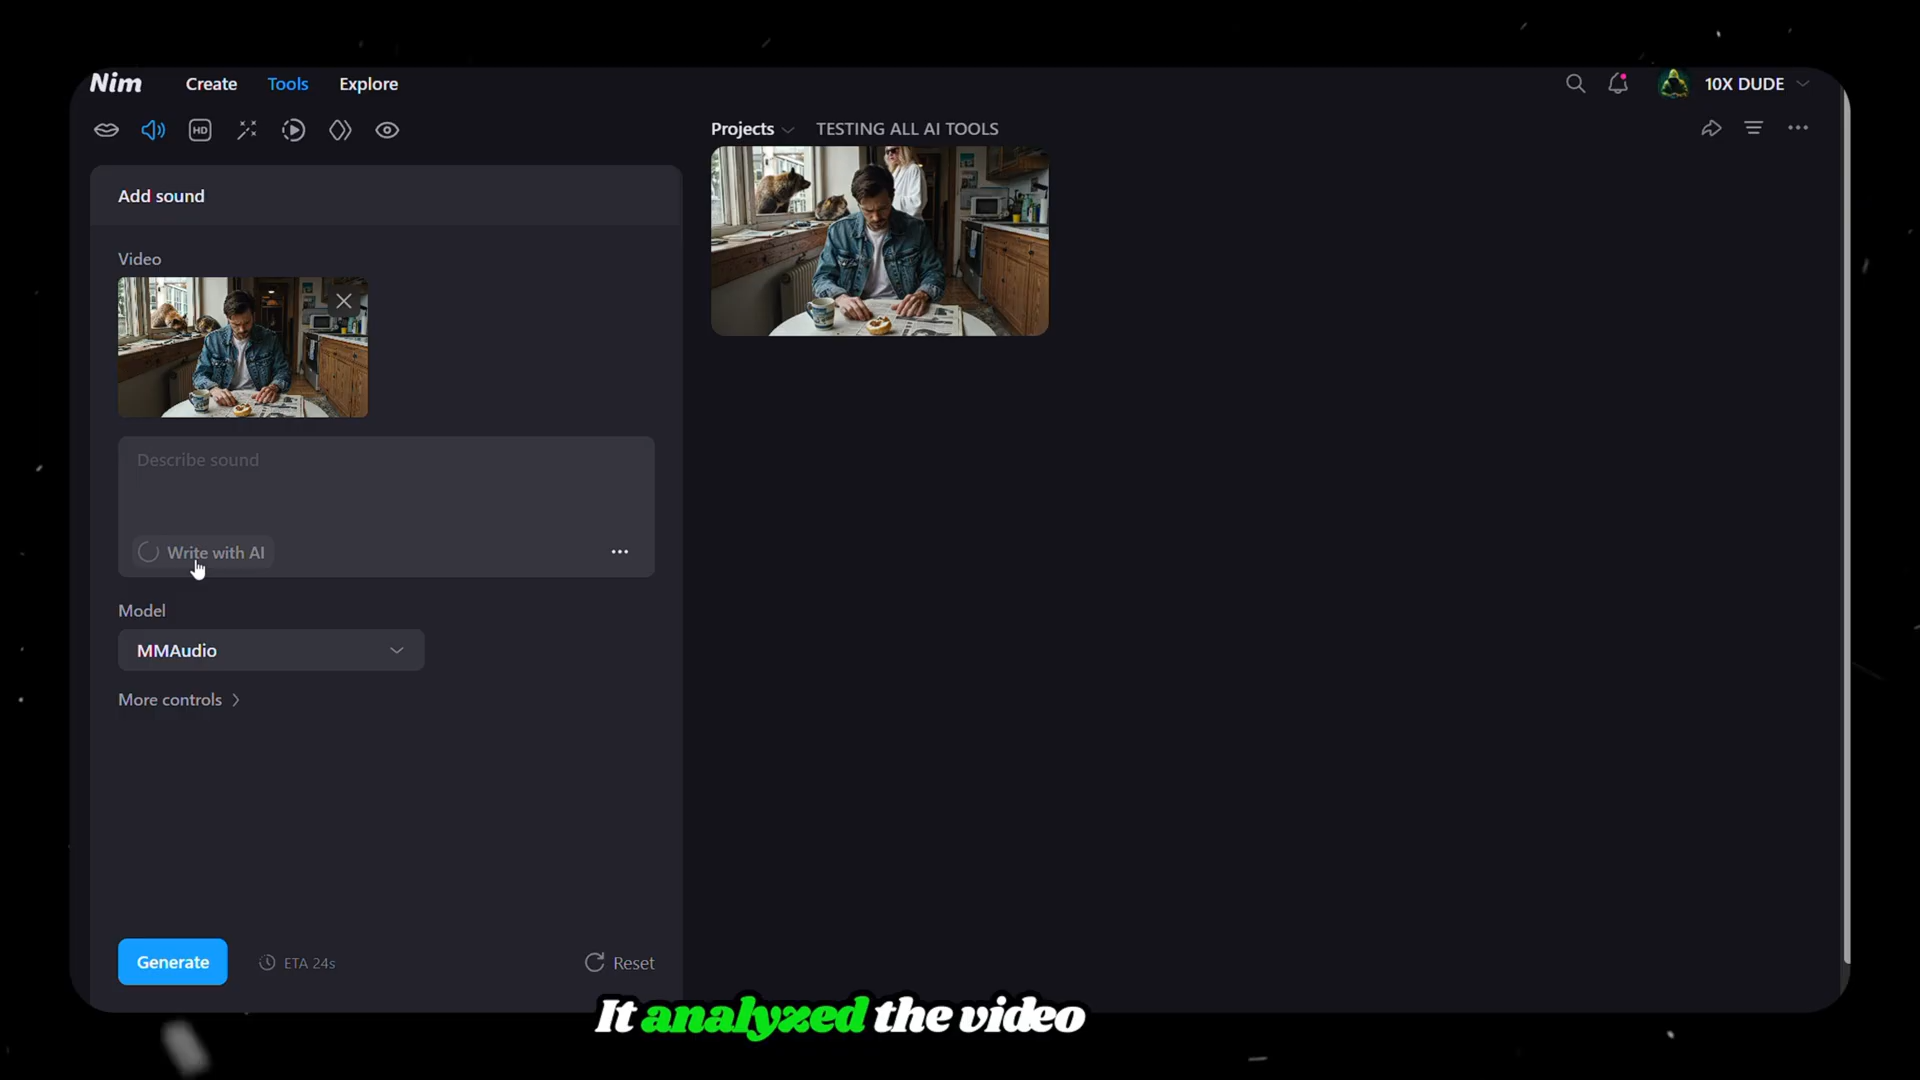 Nim Create Tools Explore 10X DUDE
HD
Projects TESTING ALL AI TOOLS
Add sound
Video
Describe sound
Write with AI
Model
MMAudio
More controls
Generate ETA 24s Reset
It analyzed the video